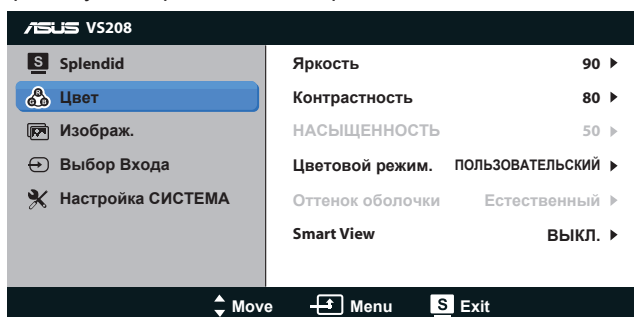 ASUS VS208
S Splendid
Цвет
Изображ.
Выбор Входа
Настройка СИСТЕМА
Яркость 90
Контрастность 80
НАСЫЩЕННОСТЬ 50
Цветовой режим. ПОЛЬЗОВАТЕЛЬСКИЙ
Оттенок оболочки Естественный
Smart View ВЫКЛ.
Move Menu S Exit